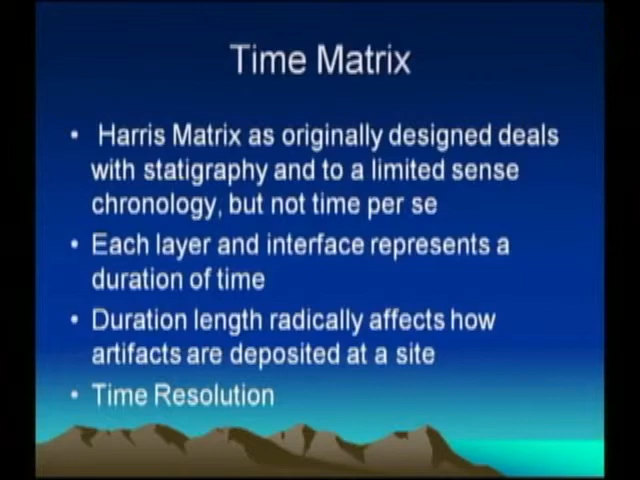 Time Matrix
• Harris Matrix as originally designed deals
with statigraphy and to a limited sense
chronology, but not time per se
• Each layer and interface represents a
duration of time
• Duration length radically affects how
artifacts are deposited at a site
• Time Resolution